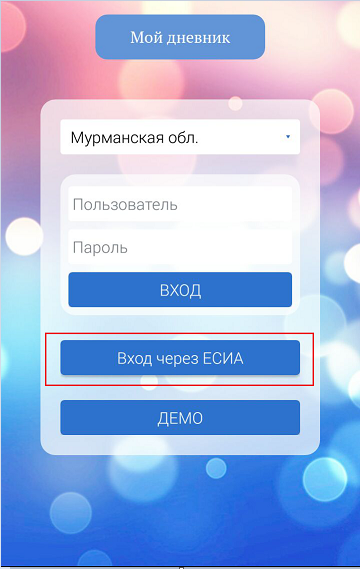 Мой дневник
Мурманская обл.
Пользователь
Пароль
ВХОД
Вход через ЕСИА
ДЕМО